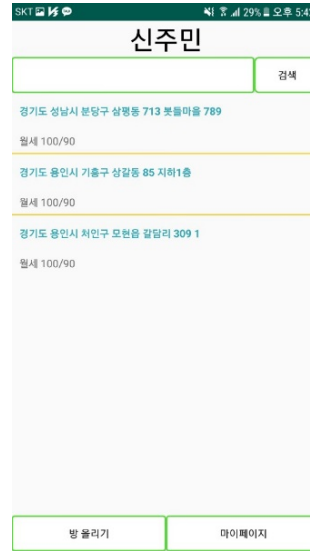 SKT 29% 오후 5:4
신주민
검색
경기도 성남시 분당구 삼평동 713 봇들마을 789
월세 100/90
경기도 용인시 기흥구 상갈동 85 지하1층
월세 100/90
경기도 용인시 처인구 모현읍 갈담리 309 1
월세 100/90
방 올리기 마이페이지